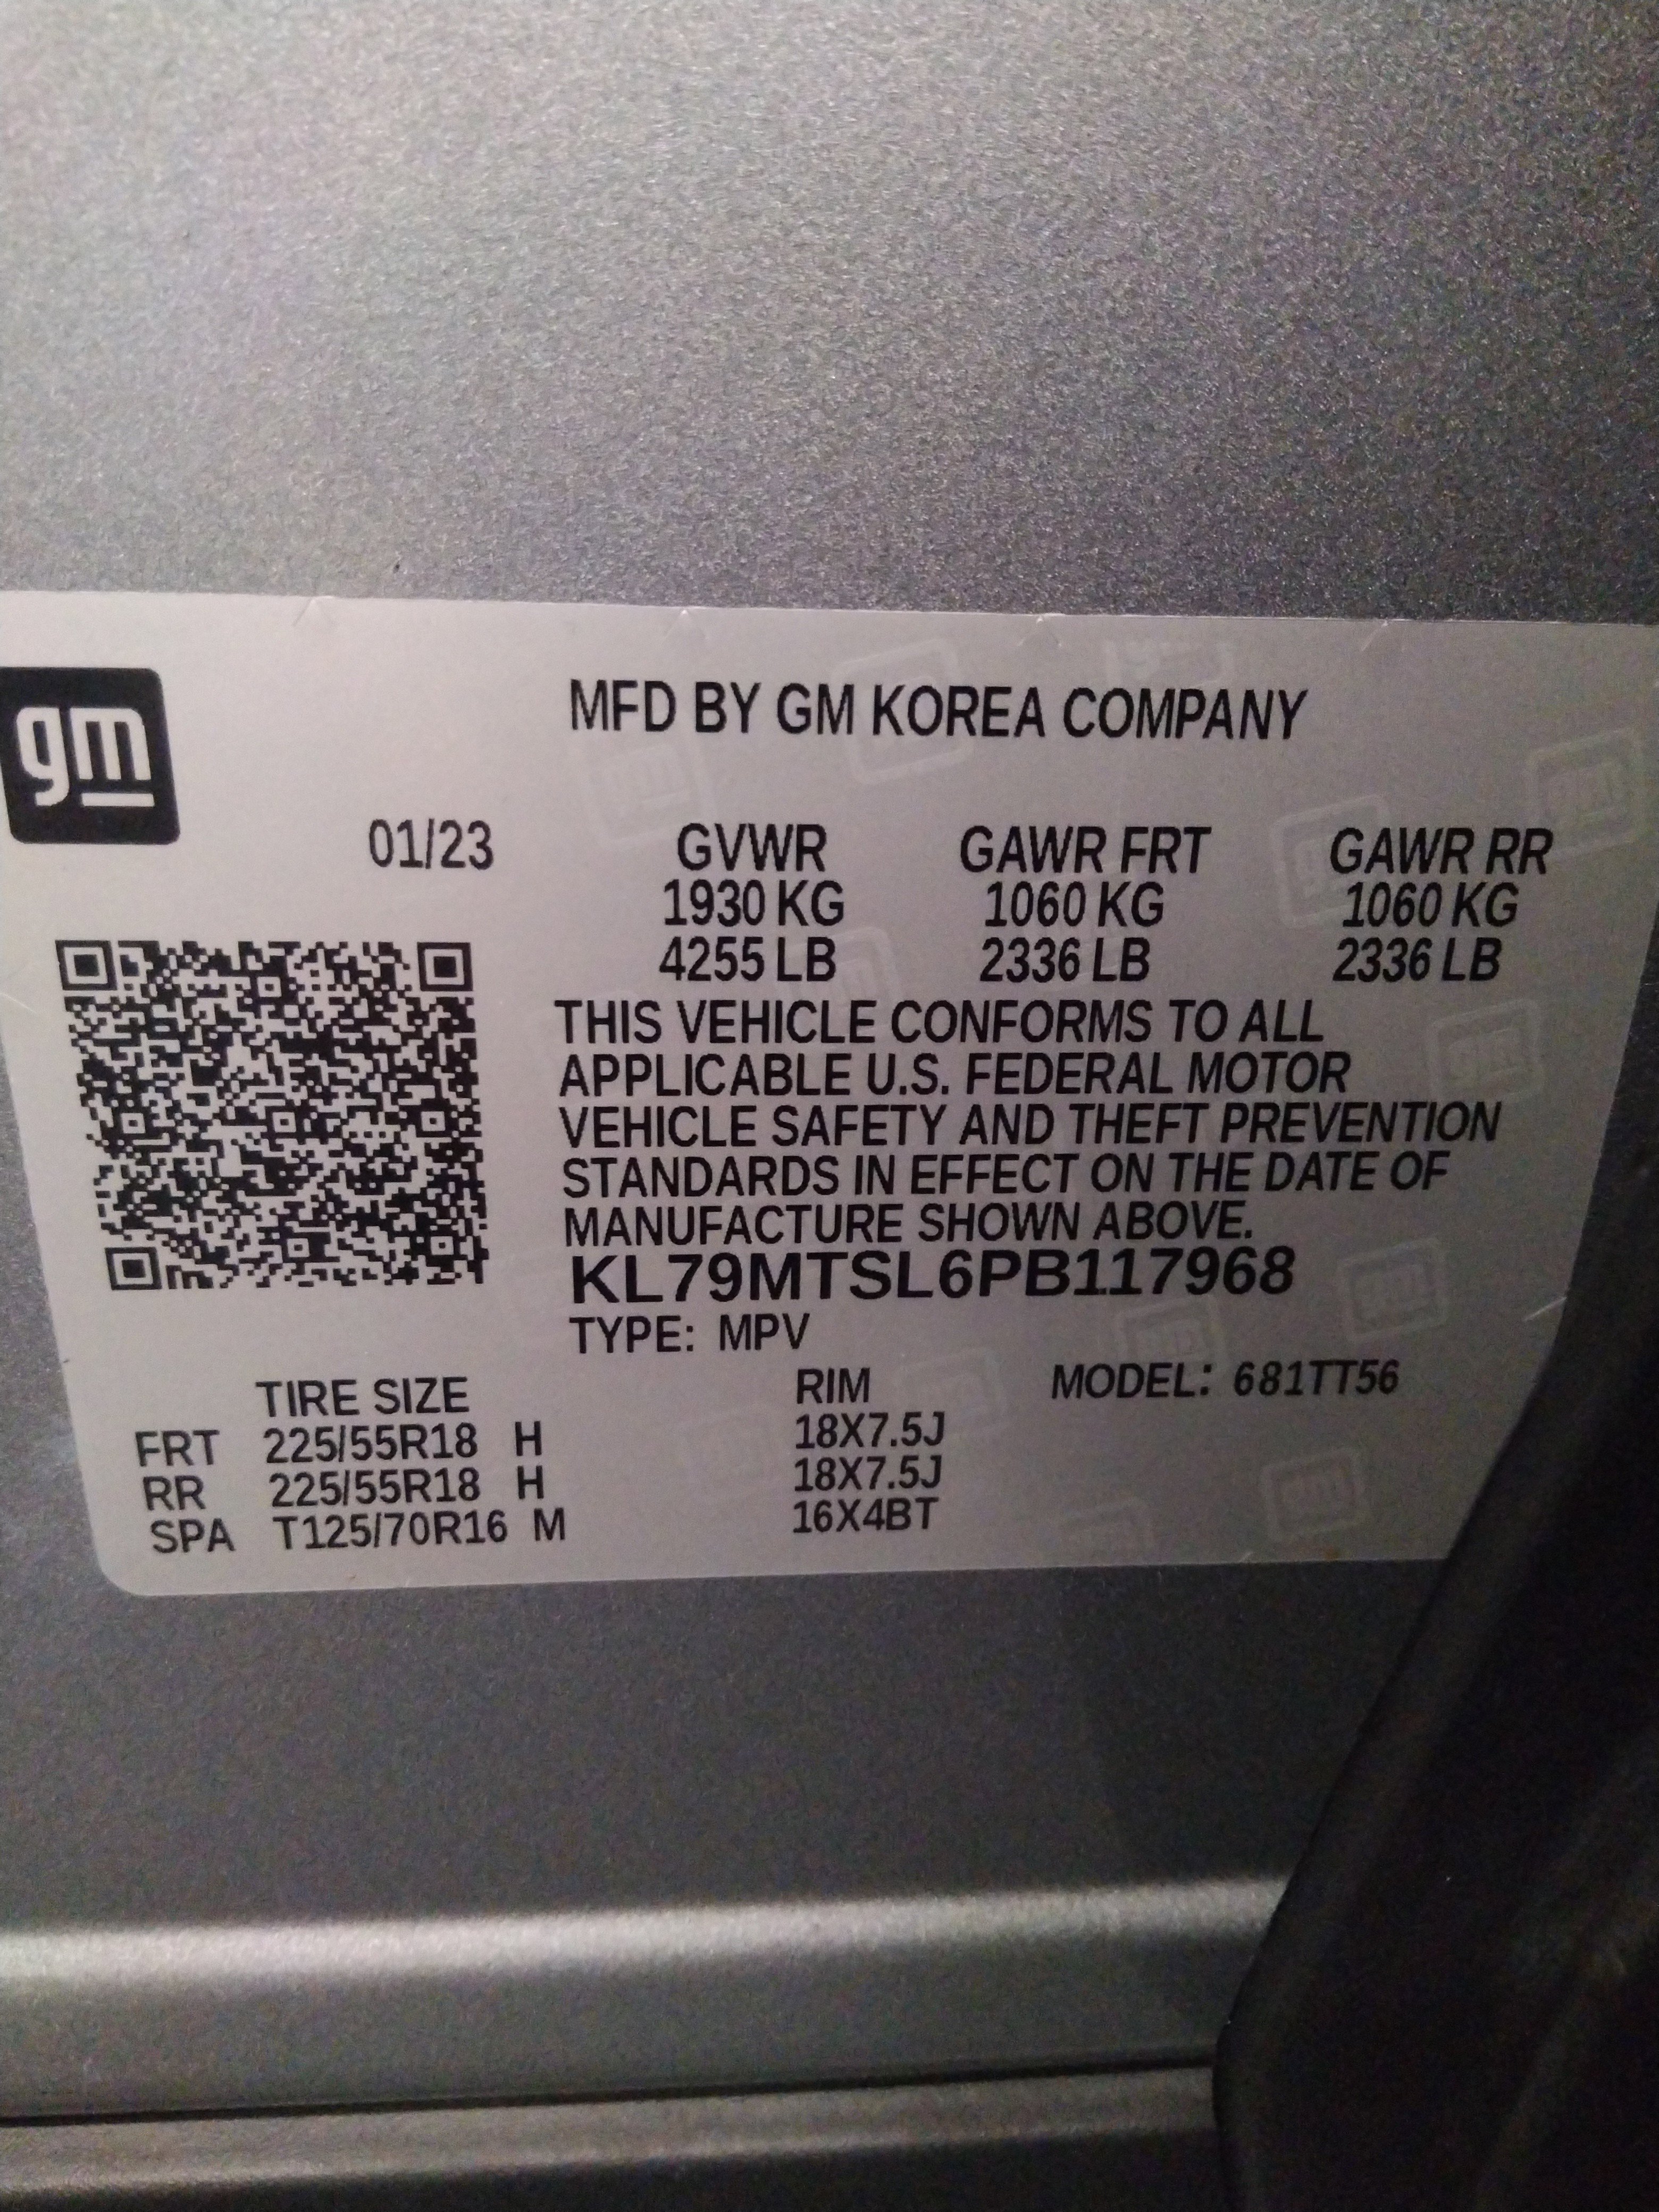 gm
MFD BY GM KOREA COMPANY
01/23 GVWR GAWR FRT GAWR RR
1930 KG 1060 KG 1060 KG
4255 LB 2336 LB 2336 LB
THIS VEHICLE CONFORMS TO ALL
APPLICABLE U.S. FEDERAL MOTOR
VEHICLE SAFETY AND THEFT PREVENTION
STANDARDS IN EFFECT ON THE DATE OF
MANUFACTURE SHOWN ABOVE.
KL79MTSL6PB117968
TYPE: MPV
TIRE SIZE RIM MODEL: 681TT56
FRT 225/55R18 H 18X7.5J
RR 225/55R18 H 18X7.5J
SPA T125/70R16 M 16X4BT